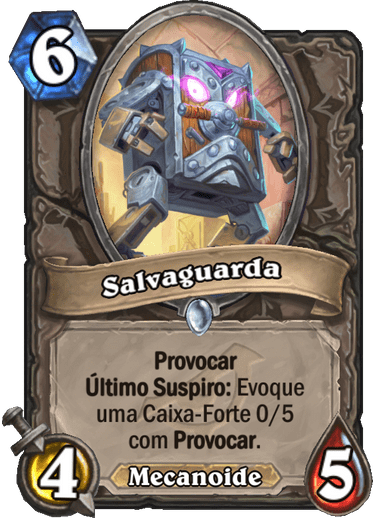 6
Salvaguarda
Provocar
Último Suspiro: Evoque
uma Caixa-Forte 0/5
com Provocar.
4
Mecanoide
5